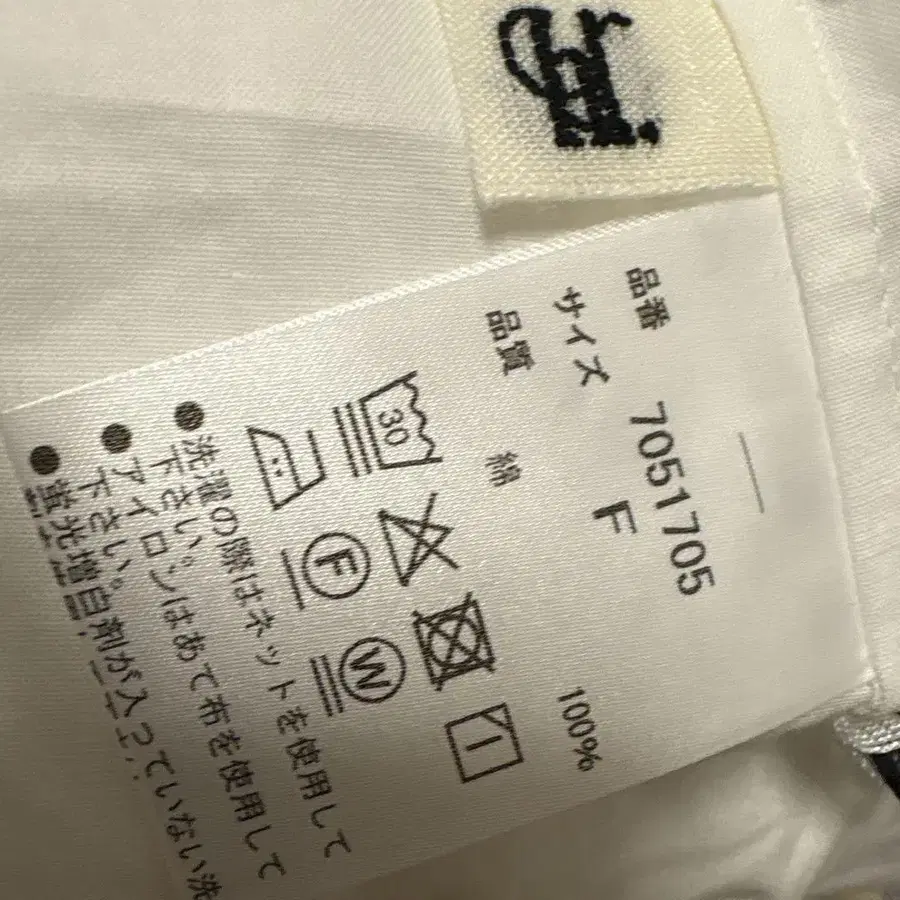 品番 7051705
サイズ F
品質 綿 100%
30
F W
●洗濯の際はネットを使用して
下さい。
●アイロンはあて布を使用して
下さい。
●蛍光増白剤が入っていない洗